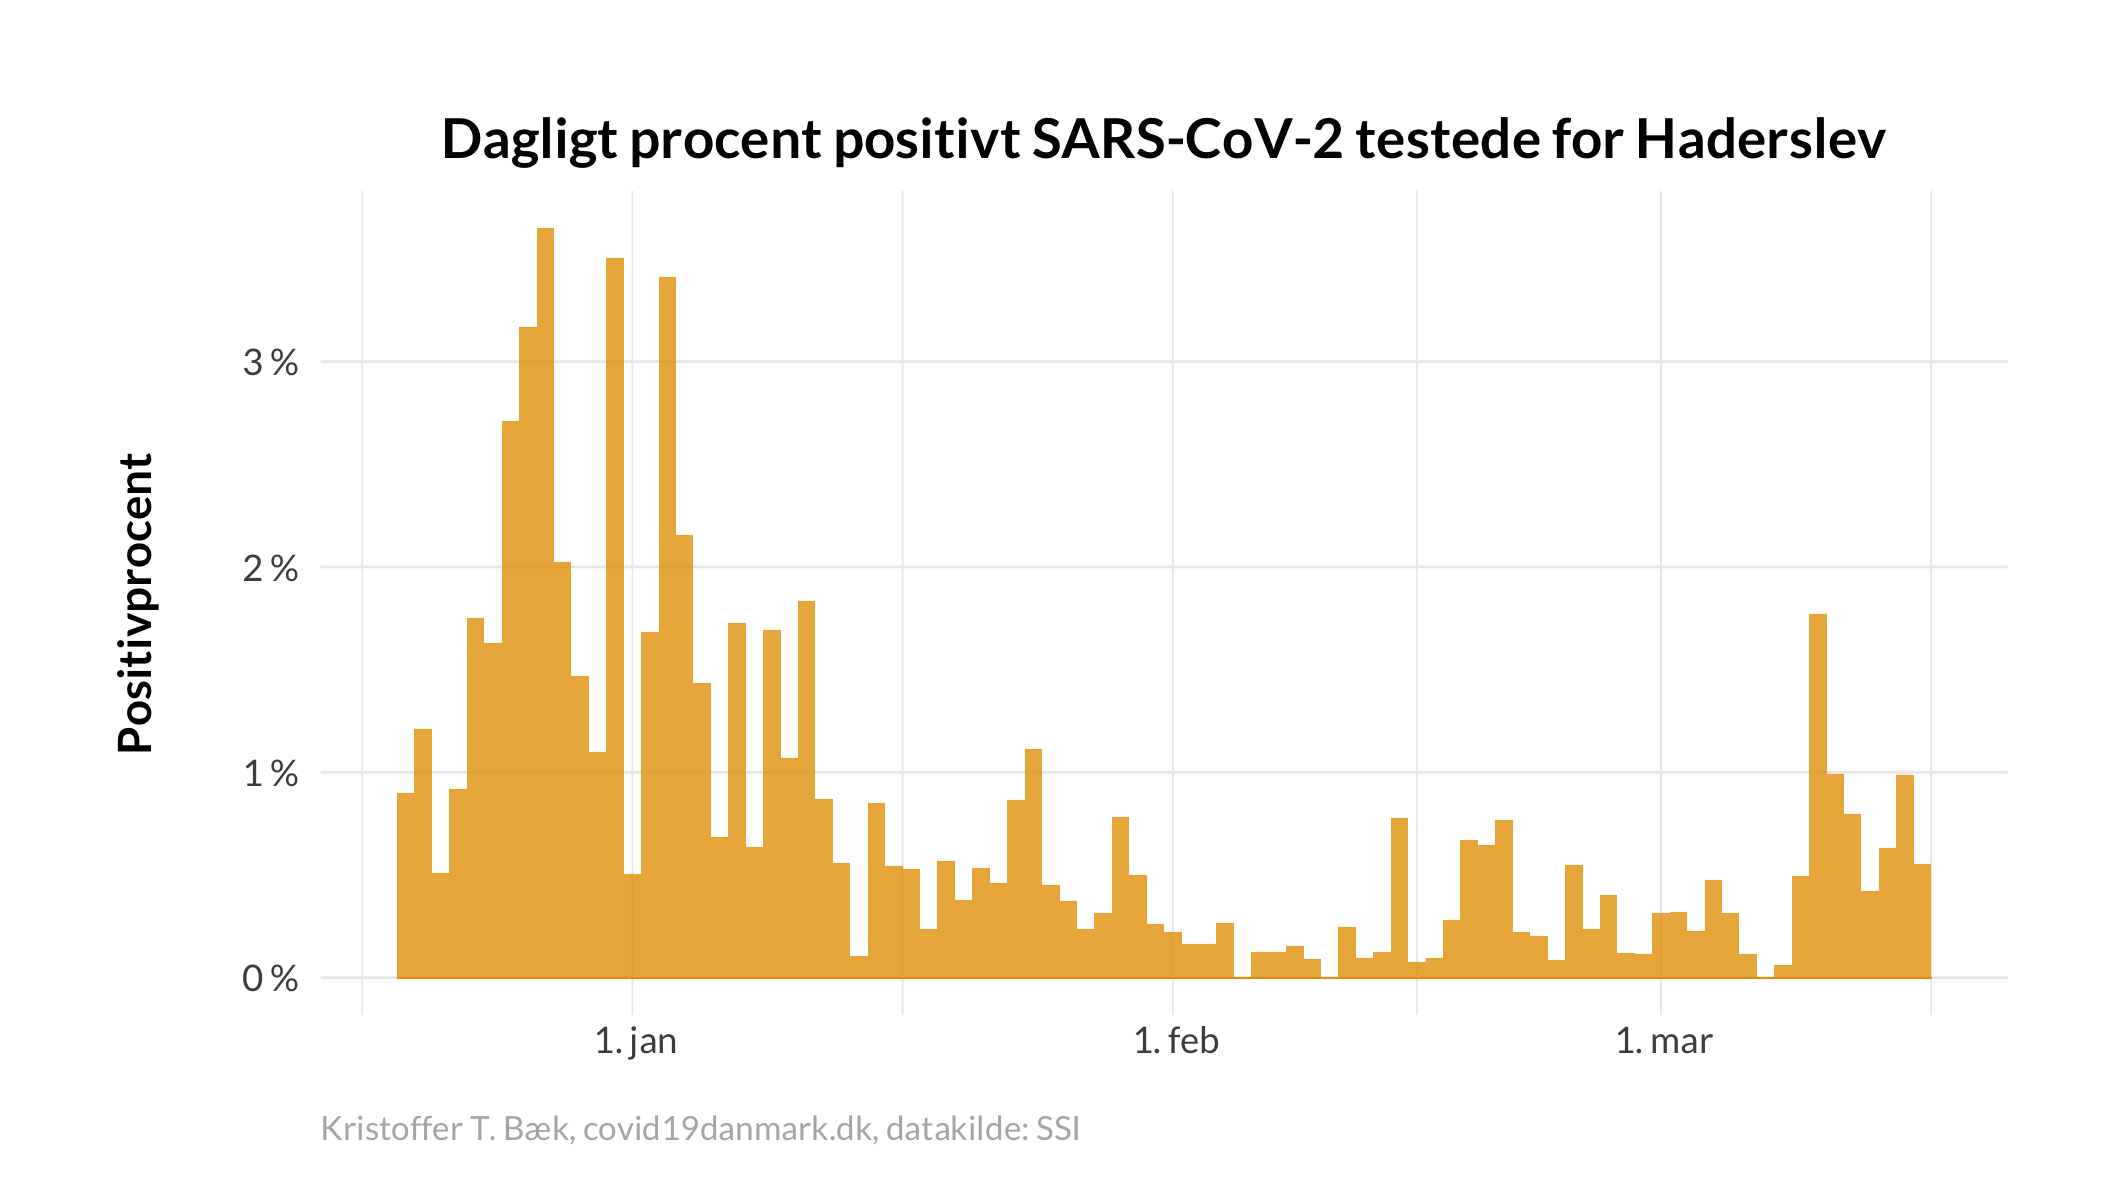 Dagligt procent positivt SARS-CoV-2 testede for Haderslev
Positivprocent
3 %
2 %
1 %
0 %
1. jan
1. feb
1. mar
Kristoffer T. Bæk, covid19danmark.dk, datakilde: SSI